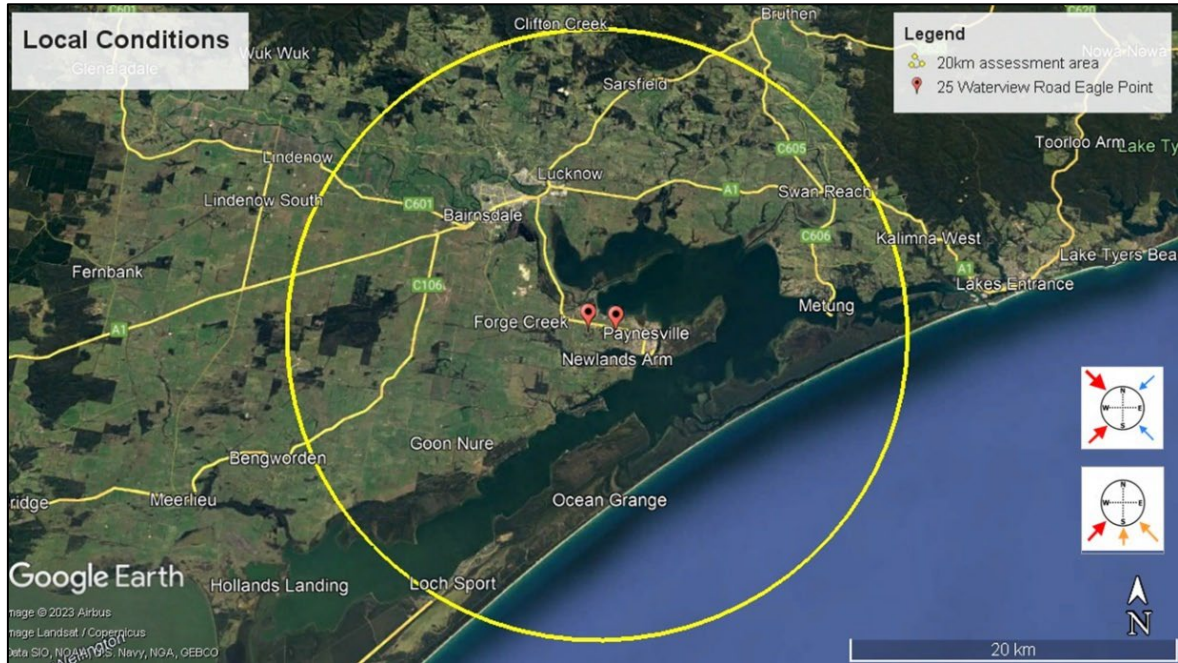 Local Conditions
Legend
20km assessment area
25 Waterview Road Eagle Point
Clifton Creek
Bruthen
C601
C620
Wuk Wuk
Glenaladale
Nowa Nowa
Sarsfield
Toorloo Arm
Lake Ty
C605
Lindenow
Lucknow
A1
Swan Reach
Lindenow South
C601
Bairnsdale
C606
Kalimna West
Fernbank
Lake Tyers Bea
A1
Lakes Entrance
C106
Metung
Forge Creek
Paynesville
A1
Newlands Arm
N
W E
S
Goon Nure
Bengworden
ridge
Meerlieu
Ocean Grange
N
W E
S
Google Earth
Hollands Landing
Loch Sport
mage © 2023 Airbus
mage Landsat / Copernicus
Data SIO, NOAA, U.S. Navy, NGA, GEBCO
Wellington
N
20 km